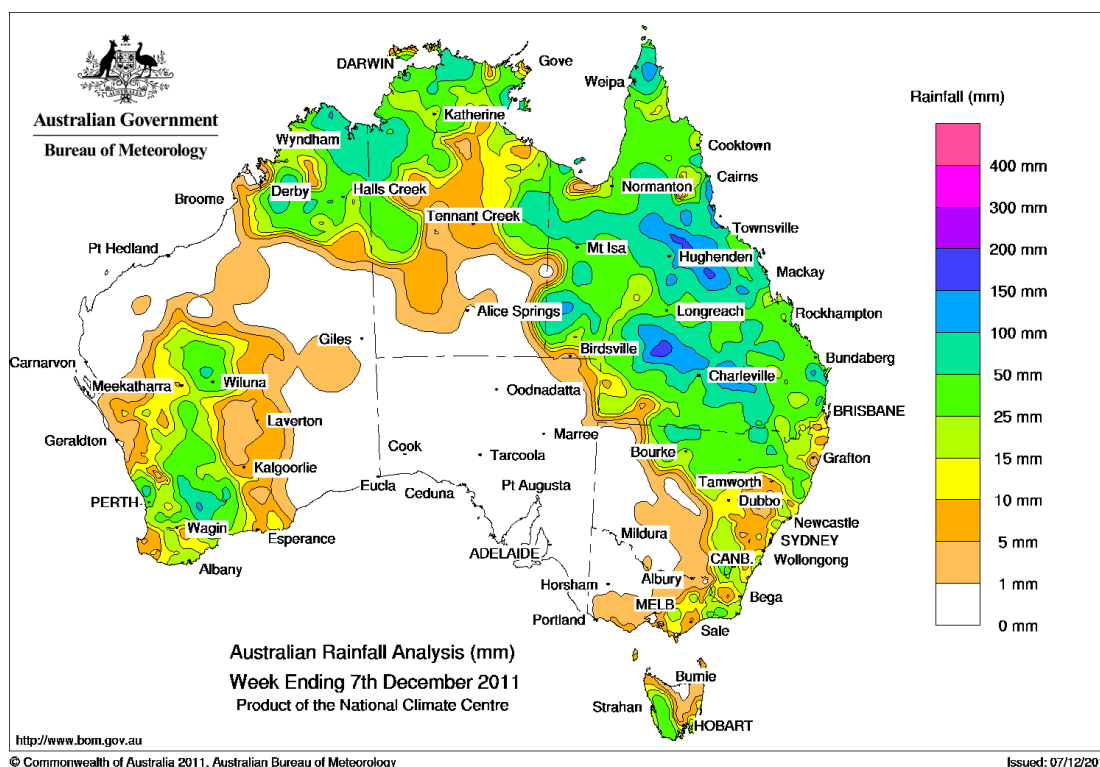 Australian Government
Bureau of Meteorology
DARWIN
Gove
Weipa
Katherine
Wyndham
Cooktown
Derby
Halls Creek
Normanton
Cairns
Broome
Tennant Creek
Townsville
Pt Hedland
Mt Isa
Hughenden
Mackay
Alice Springs
Longreach
Rockhampton
Giles
Birdsville
Bundaberg
Carnarvon
Meekatharra
Wiluna
Charleville
Oodnadatta
BRISBANE
Laverton
Geraldton
Marree
Cook
Tarcoola
Bourke
Grafton
Kalgoorlie
Eucla
Ceduna
Pt Augusta
Tamworth
PERTH
Dubbo
Wagin
Esperance
Mildura
Newcastle
SYDNEY
ADELAIDE
Wollongong
CANB.
Albany
Horsham
Albury
Bega
MELB.
Portland
Sale
Burnie
Strahan
HOBART
Rainfall (mm)
400 mm
300 mm
200 mm
150 mm
100 mm
50 mm
25 mm
15 mm
10 mm
5 mm
1 mm
0 mm
Australian Rainfall Analysis (mm)
Week Ending 7th December 2011
Product of the National Climate Centre
http://www.bom.gov.au
© Commonwealth of Australia 2011, Australian Bureau of Meteorology
Issued: 07/12/201